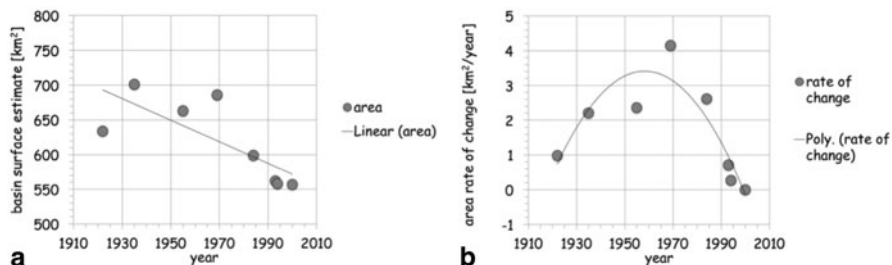 basin surface estimate [km²]
800
750
700
650
600
550
500
1910
1930
1950
1970
1990
2010
year
area
Linear (area)
a
area rate of change [km²/year]
5
4
3
2
1
0
-1
1910
1930
1950
1970
1990
2010
year
rate of
change
Poly. (rate of
change)
b